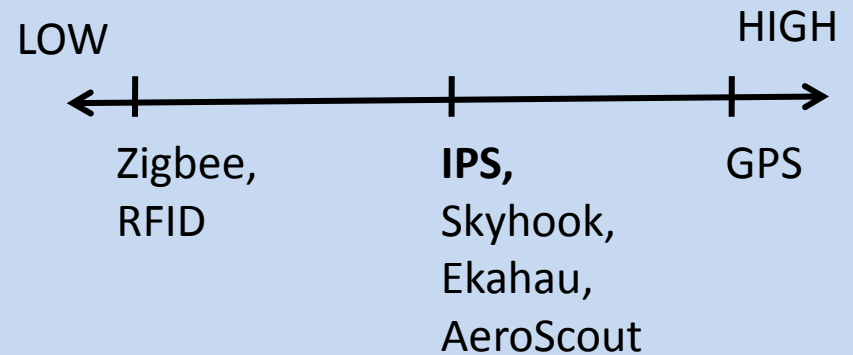 LOW
HIGH
Zigbee,
RFID
IPS,
Skyhook,
Ekahau,
AeroScout
GPS